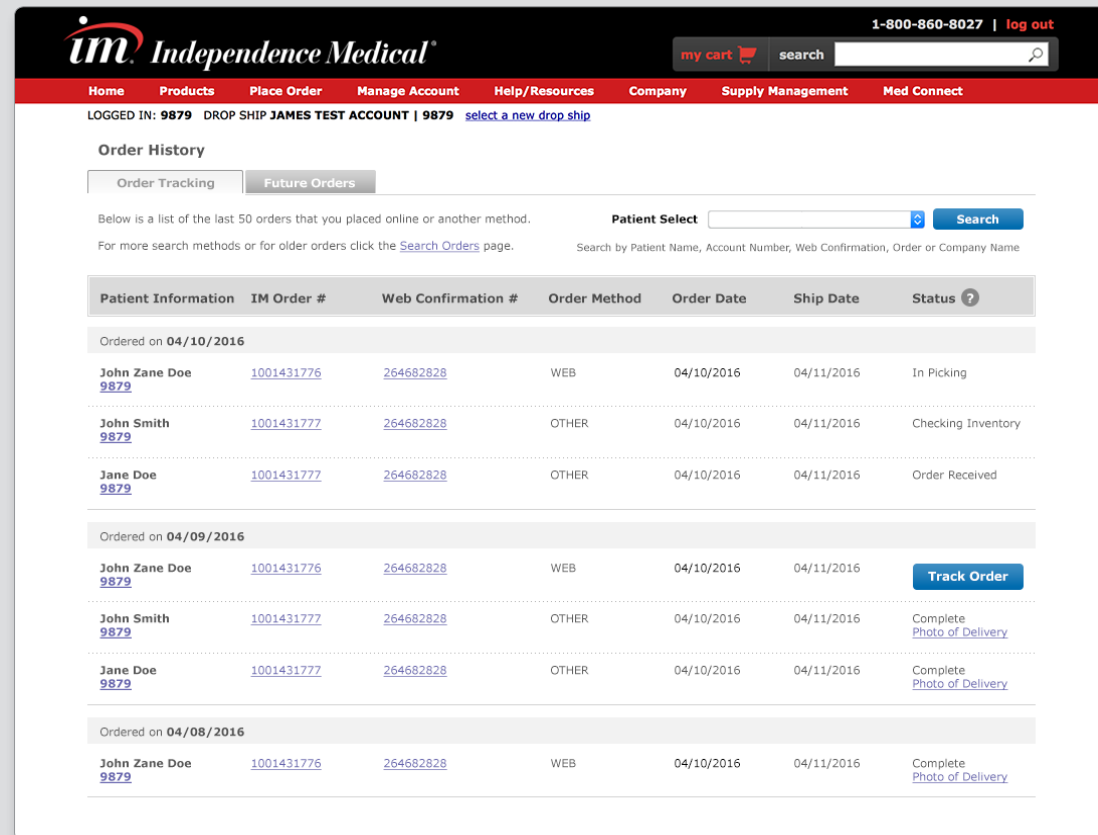 1-800-860-8027 | log out
im. Independence Medical®
my cart search
Home Products Place Order Manage Account Help/Resources Company Supply Management Med Connect
LOGGED IN: 9879 DROP SHIP JAMES TEST ACCOUNT | 9879 select a new drop ship
Order History
Order Tracking Future Orders
Below is a list of the last 50 orders that you placed online or another method.
Patient Select Search
For more search methods or for older orders click the Search Orders page.
Search by Patient Name, Account Number, Web Confirmation, Order or Company Name
Patient Information IM Order # Web Confirmation # Order Method Order Date Ship Date Status ?
Ordered on 04/10/2016
John Zane Doe 1001431776 264682828 WEB 04/10/2016 04/11/2016 In Picking
9879
John Smith 1001431777 264682828 OTHER 04/10/2016 04/11/2016 Checking Inventory
9879
Jane Doe 1001431777 264682828 OTHER 04/10/2016 04/11/2016 Order Received
9879
Ordered on 04/09/2016
John Zane Doe 1001431776 264682828 WEB 04/10/2016 04/11/2016 Track Order
9879
John Smith 1001431777 264682828 OTHER 04/10/2016 04/11/2016 Complete
9879 Photo of Delivery
Jane Doe 1001431777 264682828 OTHER 04/10/2016 04/11/2016 Complete
9879 Photo of Delivery
Ordered on 04/08/2016
John Zane Doe 1001431776 264682828 WEB 04/10/2016 04/11/2016 Complete
9879 Photo of Delivery